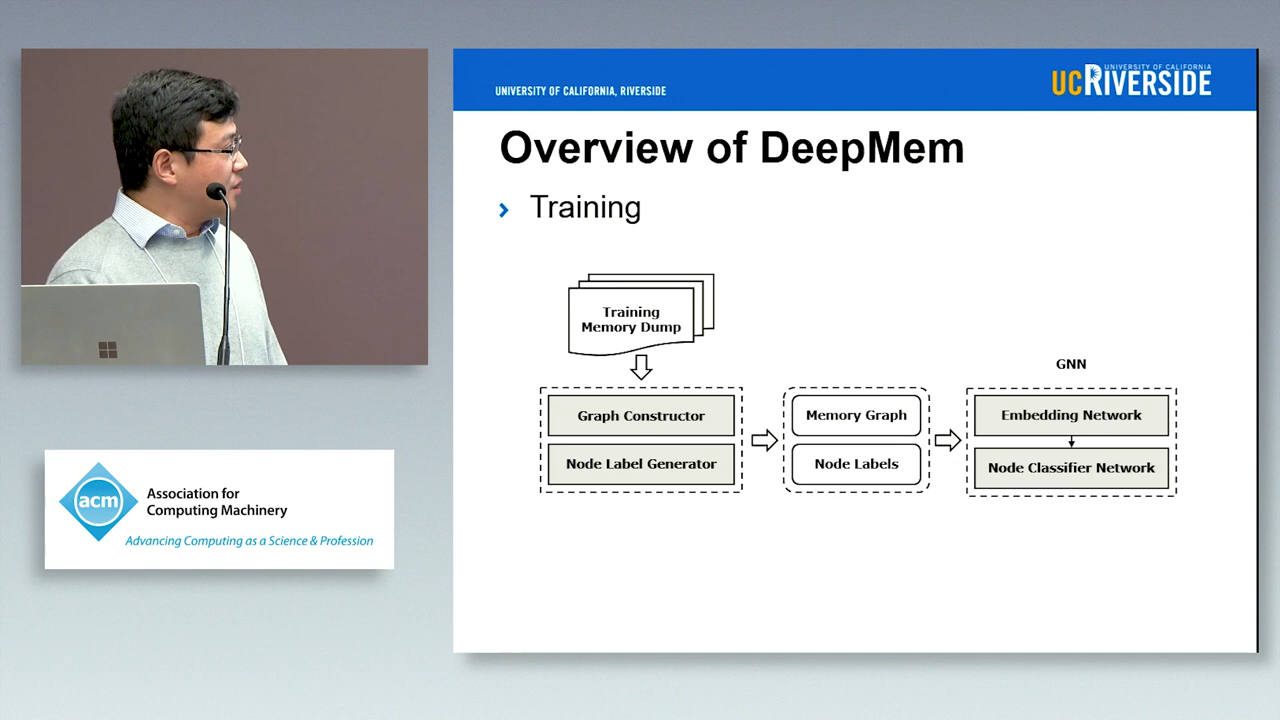 UNIVERSITY OF CALIFORNIA, RIVERSIDE
UNIVERSITY OF CALIFORNIA
UCRIVERSIDE
Overview of DeepMem
› Training
Training
Memory Dump
GNN
Graph Constructor
Memory Graph
Embedding Network
Node Label Generator
Node Labels
Node Classifier Network
acm
Association for
Computing Machinery
Advancing Computing as a Science & Profession